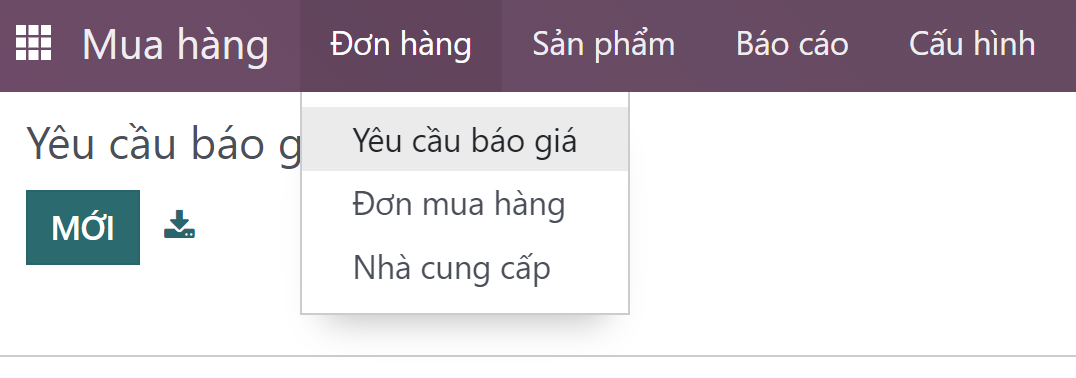 Mua hàng Đơn hàng Sản phẩm Báo cáo Cấu hình
Yêu cầu báo
Yêu cầu báo giá
MỚI
Đơn mua hàng
Nhà cung cấp